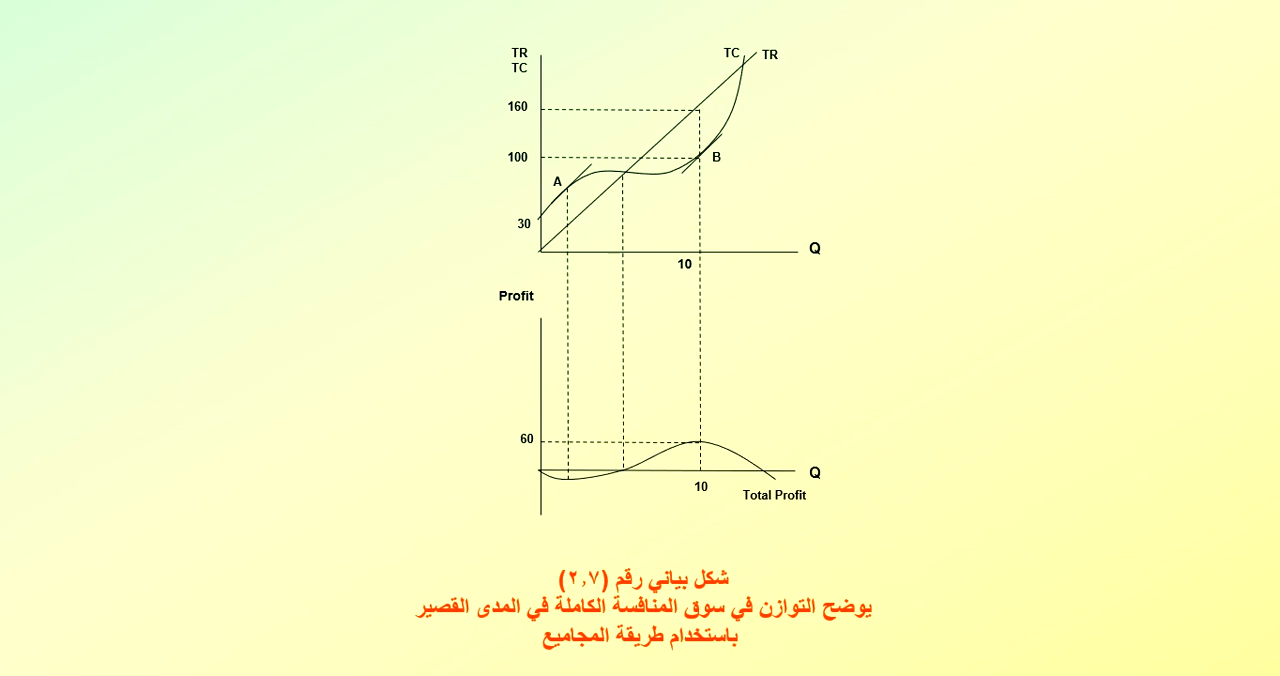 TR
TC
TC
TR
160
100
B
A
30
Q
10
Profit
60
Q
10
Total Profit
شكل بياني رقم (٢,٧)
يوضح التوازن في سوق المنافسة الكاملة في المدى القصير
باستخدام طريقة المجاميع